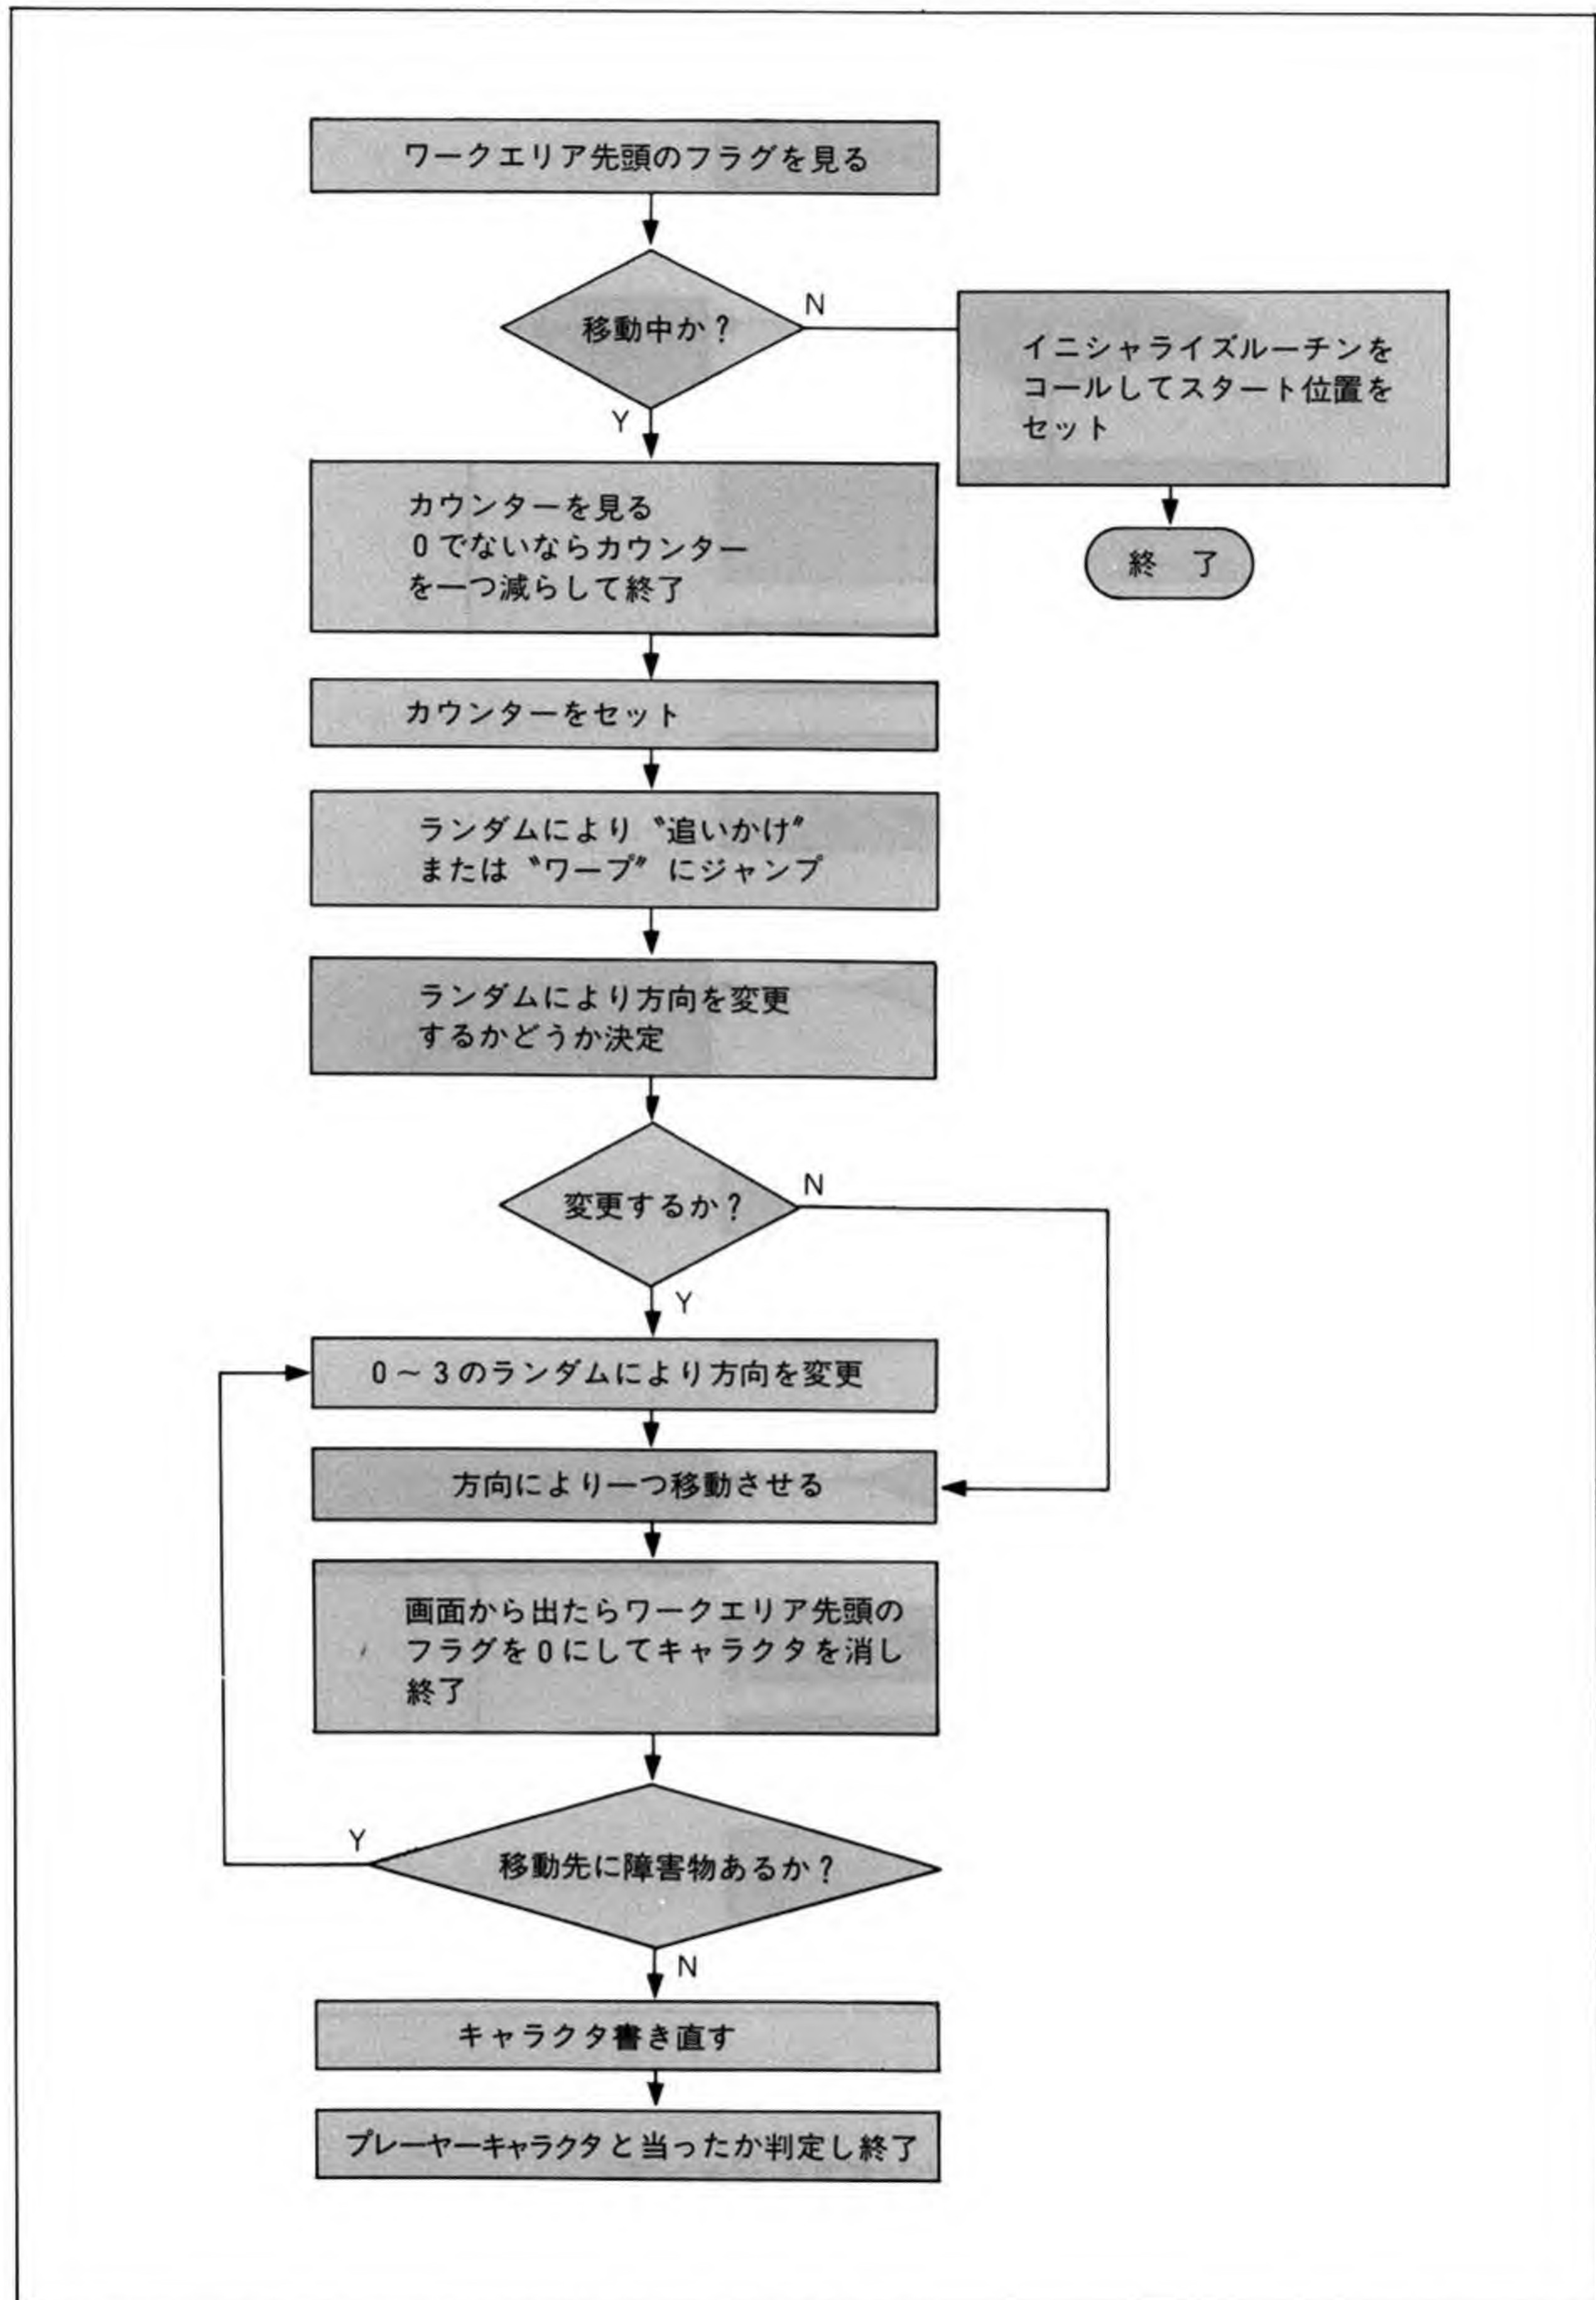 ワークエリア先頭のフラグを見る
移動中か？
N
イニシャライズルーチンを
コールしてスタート位置を
セット
終　了
Y
カウンターを見る
０でないならカウンター
を一つ減らして終了
カウンターをセット
ランダムにより〝追いかけ〟
または〝ワープ〟にジャンプ
ランダムにより方向を変更
するかどうか決定
変更するか？
N
Y
０～３のランダムにより方向を変更
方向により一つ移動させる
画面から出たらワークエリア先頭の
フラグを０にしてキャラクタを消し
終了
Y
移動先に障害物あるか？
N
キャラクタ書き直す
プレーヤーキャラクタと当ったか判定し終了